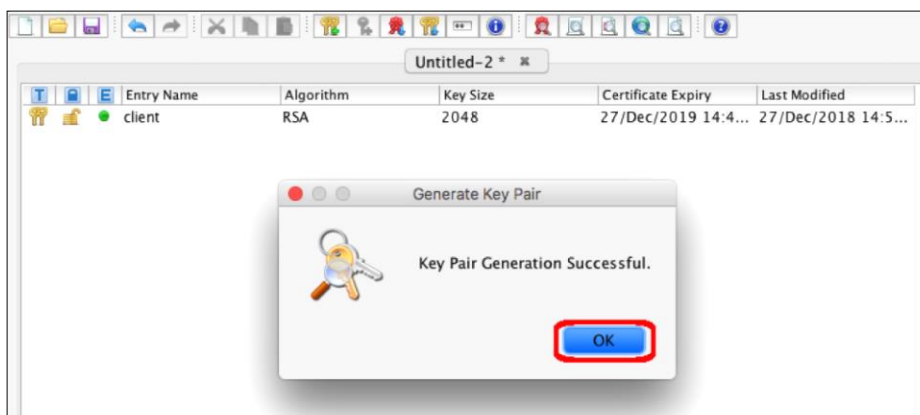 Untitled-2 *
T E Entry Name Algorithm Key Size Certificate Expiry Last Modified
client RSA 2048 27/Dec/2019 14:4... 27/Dec/2018 14:5...
Generate Key Pair
Key Pair Generation Successful.
OK